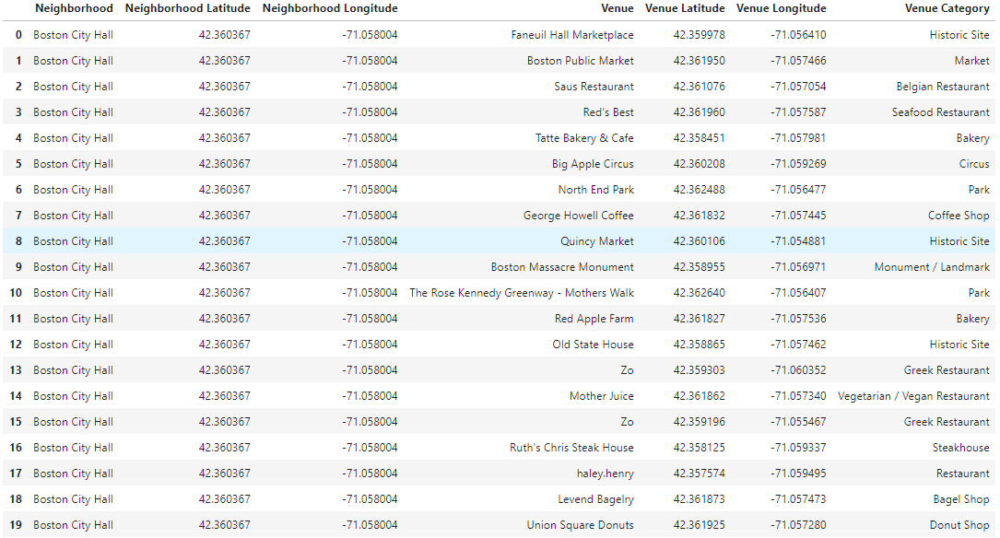 Neighborhood Neighborhood Latitude Neighborhood Longitude Venue Venue Latitude Venue Longitude Venue Category
0 Boston City Hall 42.360367 -71.058004 Faneuil Hall Marketplace 42.359978 -71.056410 Historic Site
1 Boston City Hall 42.360367 -71.058004 Boston Public Market 42.361950 -71.057466 Market
2 Boston City Hall 42.360367 -71.058004 Saus Restaurant 42.361076 -71.057054 Belgian Restaurant
3 Boston City Hall 42.360367 -71.058004 Red's Best 42.361960 -71.057587 Seafood Restaurant
4 Boston City Hall 42.360367 -71.058004 Tatte Bakery & Cafe 42.358451 -71.057981 Bakery
5 Boston City Hall 42.360367 -71.058004 Big Apple Circus 42.360208 -71.059269 Circus
6 Boston City Hall 42.360367 -71.058004 North End Park 42.362488 -71.056477 Park
7 Boston City Hall 42.360367 -71.058004 George Howell Coffee 42.361832 -71.057445 Coffee Shop
8 Boston City Hall 42.360367 -71.058004 Quincy Market 42.360106 -71.054881 Historic Site
9 Boston City Hall 42.360367 -71.058004 Boston Massacre Monument 42.358955 -71.056971 Monument / Landmark
10 Boston City Hall 42.360367 -71.058004 The Rose Kennedy Greenway - Mothers Walk 42.362640 -71.056407 Park
11 Boston City Hall 42.360367 -71.058004 Red Apple Farm 42.361827 -71.057536 Bakery
12 Boston City Hall 42.360367 -71.058004 Old State House 42.358865 -71.057462 Historic Site
13 Boston City Hall 42.360367 -71.058004 Zo 42.359303 -71.060352 Greek Restaurant
14 Boston City Hall 42.360367 -71.058004 Mother Juice 42.361862 -71.057340 Vegetarian / Vegan Restaurant
15 Boston City Hall 42.360367 -71.058004 Zo 42.359196 -71.055467 Greek Restaurant
16 Boston City Hall 42.360367 -71.058004 Ruth's Chris Steak House 42.358125 -71.059337 Steakhouse
17 Boston City Hall 42.360367 -71.058004 haley.henry 42.357574 -71.059495 Restaurant
18 Boston City Hall 42.360367 -71.058004 Levend Bagelry 42.361873 -71.057473 Bagel Shop
19 Boston City Hall 42.360367 -71.058004 Union Square Donuts 42.361925 -71.057280 Donut Shop